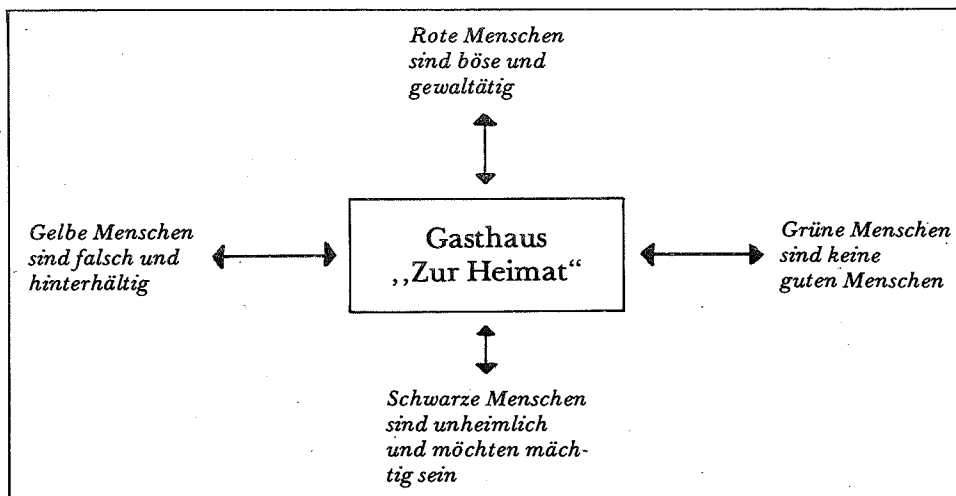 Rote Menschen
sind böse und
gewaltätig
Gelbe Menschen
sind falsch und
hinterhältig
Gasthaus
,,Zur Heimat“
Grüne Menschen
sind keine
guten Menschen
Schwarze Menschen
sind unheimlich
und möchten mäch-
tig sein